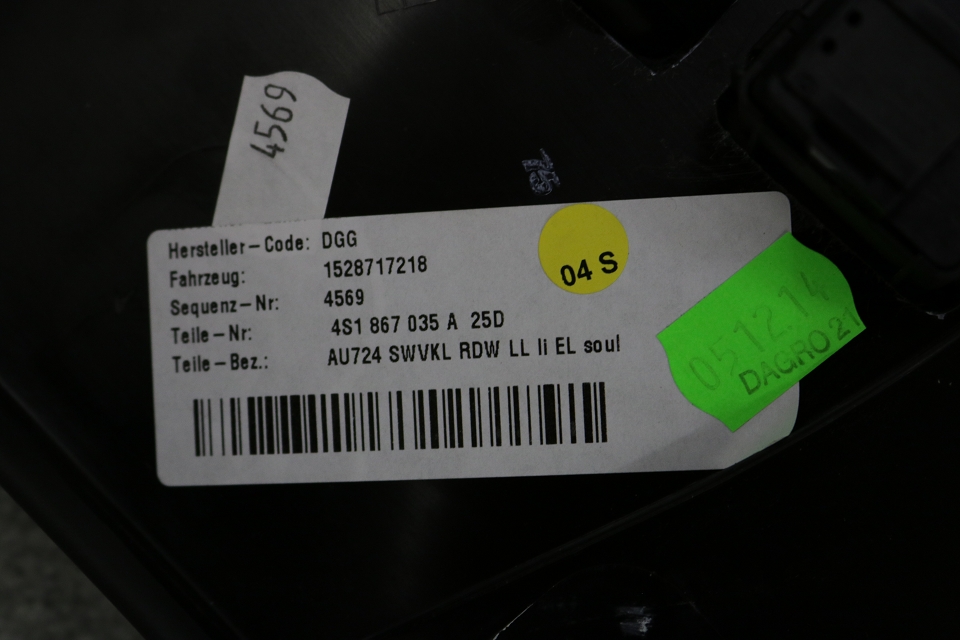 4569
Hersteller-Code: DGG
Fahrzeug: 1528717218
Sequenz-Nr: 4569
Teile-Nr: 4S1 867 035 A 25D
Teile-Bez.: AU724 SWVKL RDW LL li EL soul
04 S
051214
DAGRO 21